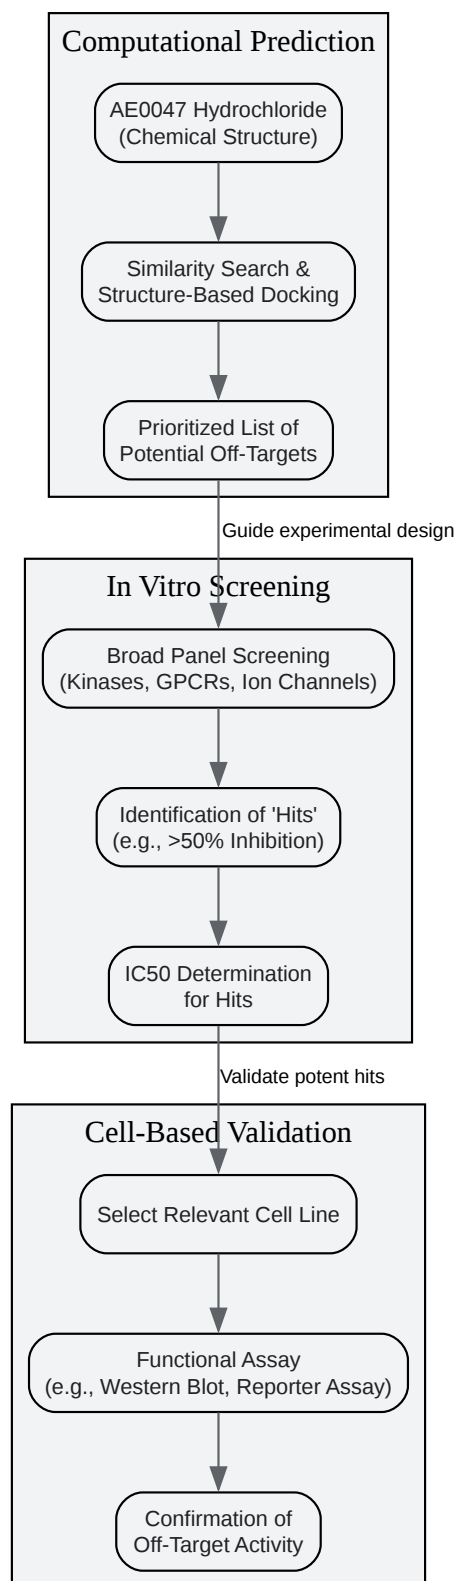 Computational Prediction
AE0047 Hydrochloride
(Chemical Structure)
Similarity Search &
Structure-Based Docking
Prioritized List of
Potential Off-Targets
Guide experimental design
In Vitro Screening
Broad Panel Screening
(Kinases, GPCRs, Ion Channels)
Identification of 'Hits'
(e.g., >50% Inhibition)
IC50 Determination
for Hits
Validate potent hits
Cell-Based Validation
Select Relevant Cell Line
Functional Assay
(e.g., Western Blot, Reporter Assay)
Confirmation of
Off-Target Activity